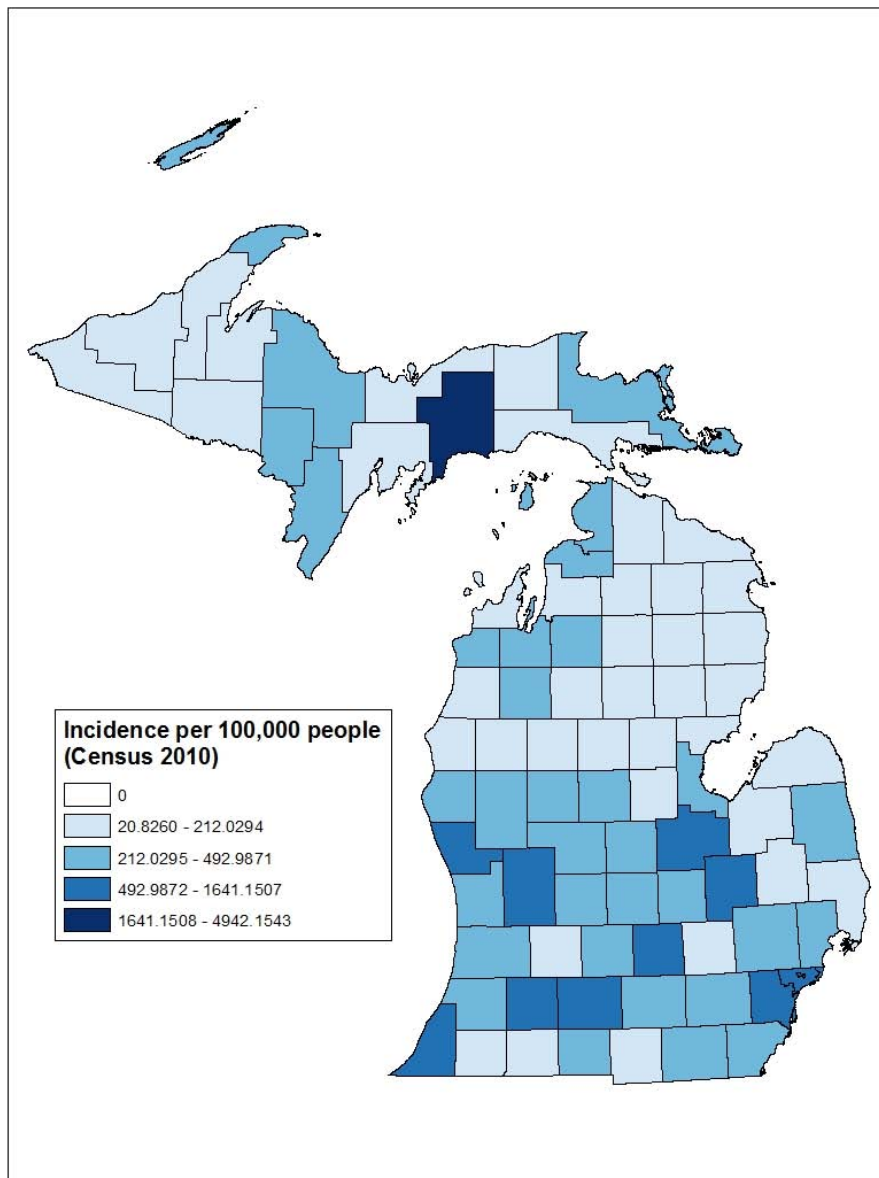 Incidence per 100,000 people
(Census 2010)
0
20.8260 - 212.0294
212.0295 - 492.9871
492.9872 - 1641.1507
1641.1508 - 4942.1543